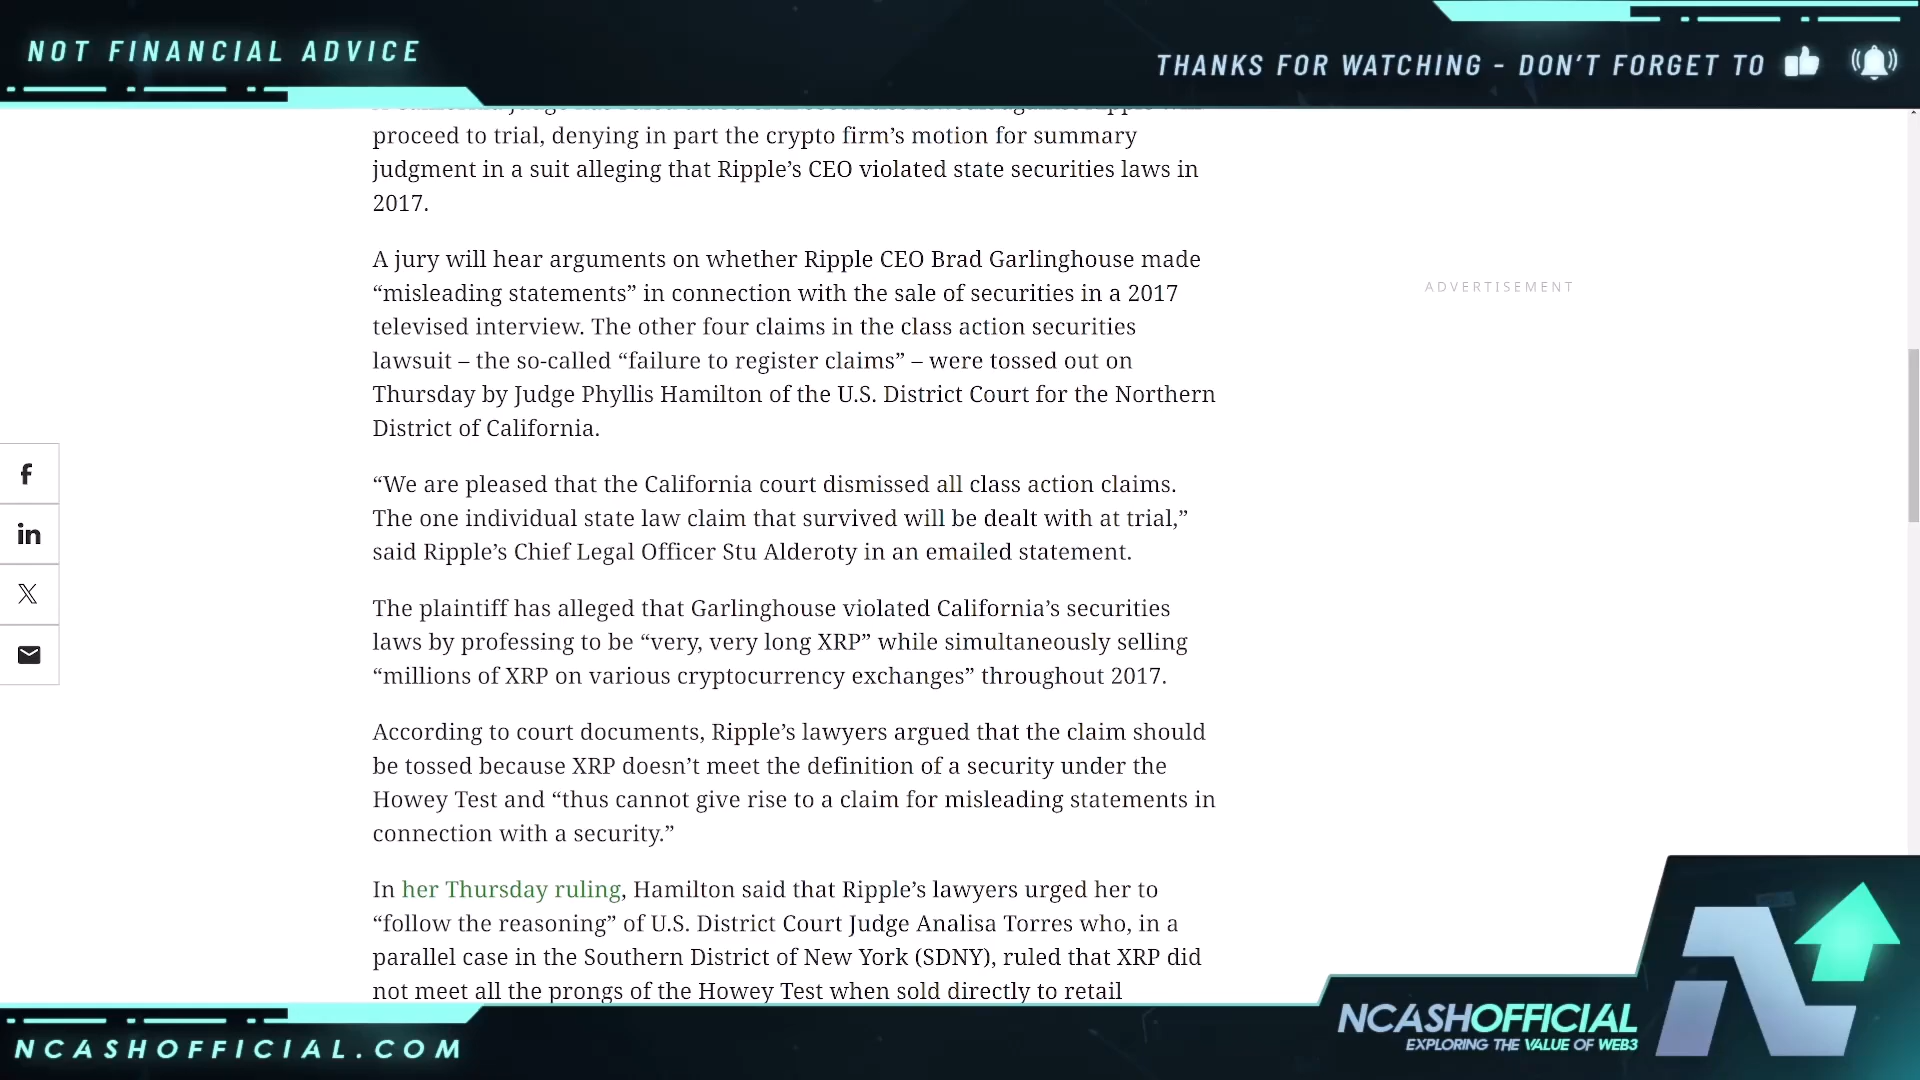 NOT FINANCIAL ADVICE
THANKS FOR WATCHING - DON'T FORGET TO
proceed to trial, denying in part the crypto firm’s motion for summary
judgment in a suit alleging that Ripple’s CEO violated state securities laws in
2017.
A jury will hear arguments on whether Ripple CEO Brad Garlinghouse made
“misleading statements” in connection with the sale of securities in a 2017
televised interview. The other four claims in the class action securities
lawsuit – the so-called “failure to register claims” – were tossed out on
Thursday by Judge Phyllis Hamilton of the U.S. District Court for the Northern
District of California.
ADVERTISEMENT
“We are pleased that the California court dismissed all class action claims.
The one individual state law claim that survived will be dealt with at trial,”
said Ripple’s Chief Legal Officer Stu Alderoty in an emailed statement.
The plaintiff has alleged that Garlinghouse violated California’s securities
laws by professing to be “very, very long XRP” while simultaneously selling
“millions of XRP on various cryptocurrency exchanges” throughout 2017.
According to court documents, Ripple’s lawyers argued that the claim should
be tossed because XRP doesn’t meet the definition of a security under the
Howey Test and “thus cannot give rise to a claim for misleading statements in
connection with a security.”
In her Thursday ruling, Hamilton said that Ripple’s lawyers urged her to
“follow the reasoning” of U.S. District Court Judge Analisa Torres who, in a
parallel case in the Southern District of New York (SDNY), ruled that XRP did
not meet all the prongs of the Howey Test when sold directly to retail
NCASHOFFICIAL.COM
NCASHOFFICIAL
EXPLORING THE VALUE OF WEB3